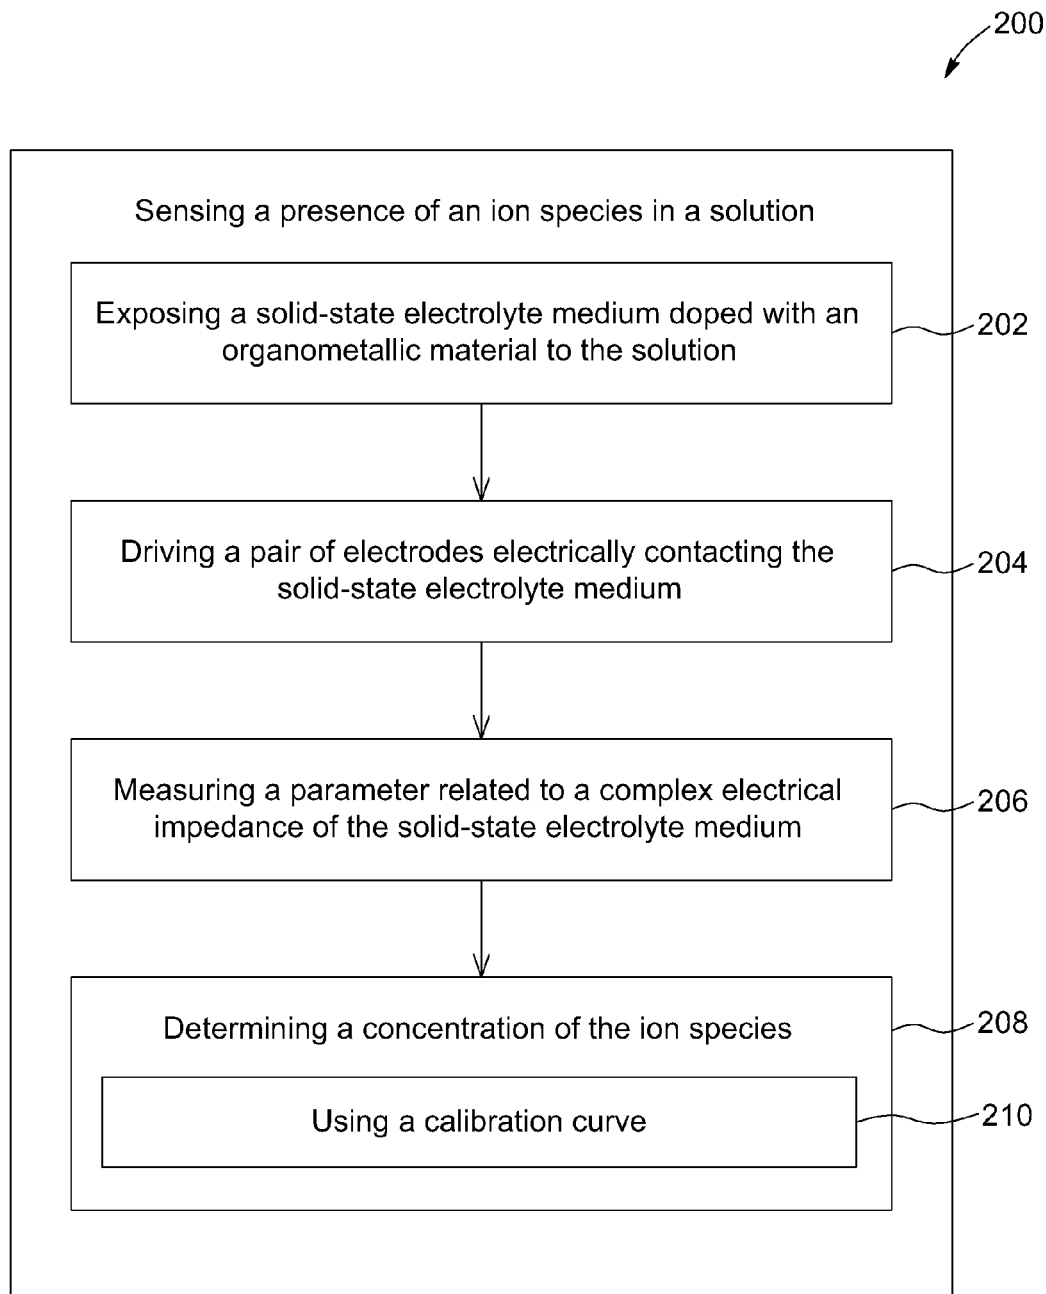 200
Sensing a presence of an ion species in a solution
Exposing a solid-state electrolyte medium doped with an
organometallic material to the solution
202
Driving a pair of electrodes electrically contacting the
solid-state electrolyte medium
204
Measuring a parameter related to a complex electrical
impedance of the solid-state electrolyte medium
206
Determining a concentration of the ion species
208
Using a calibration curve
210